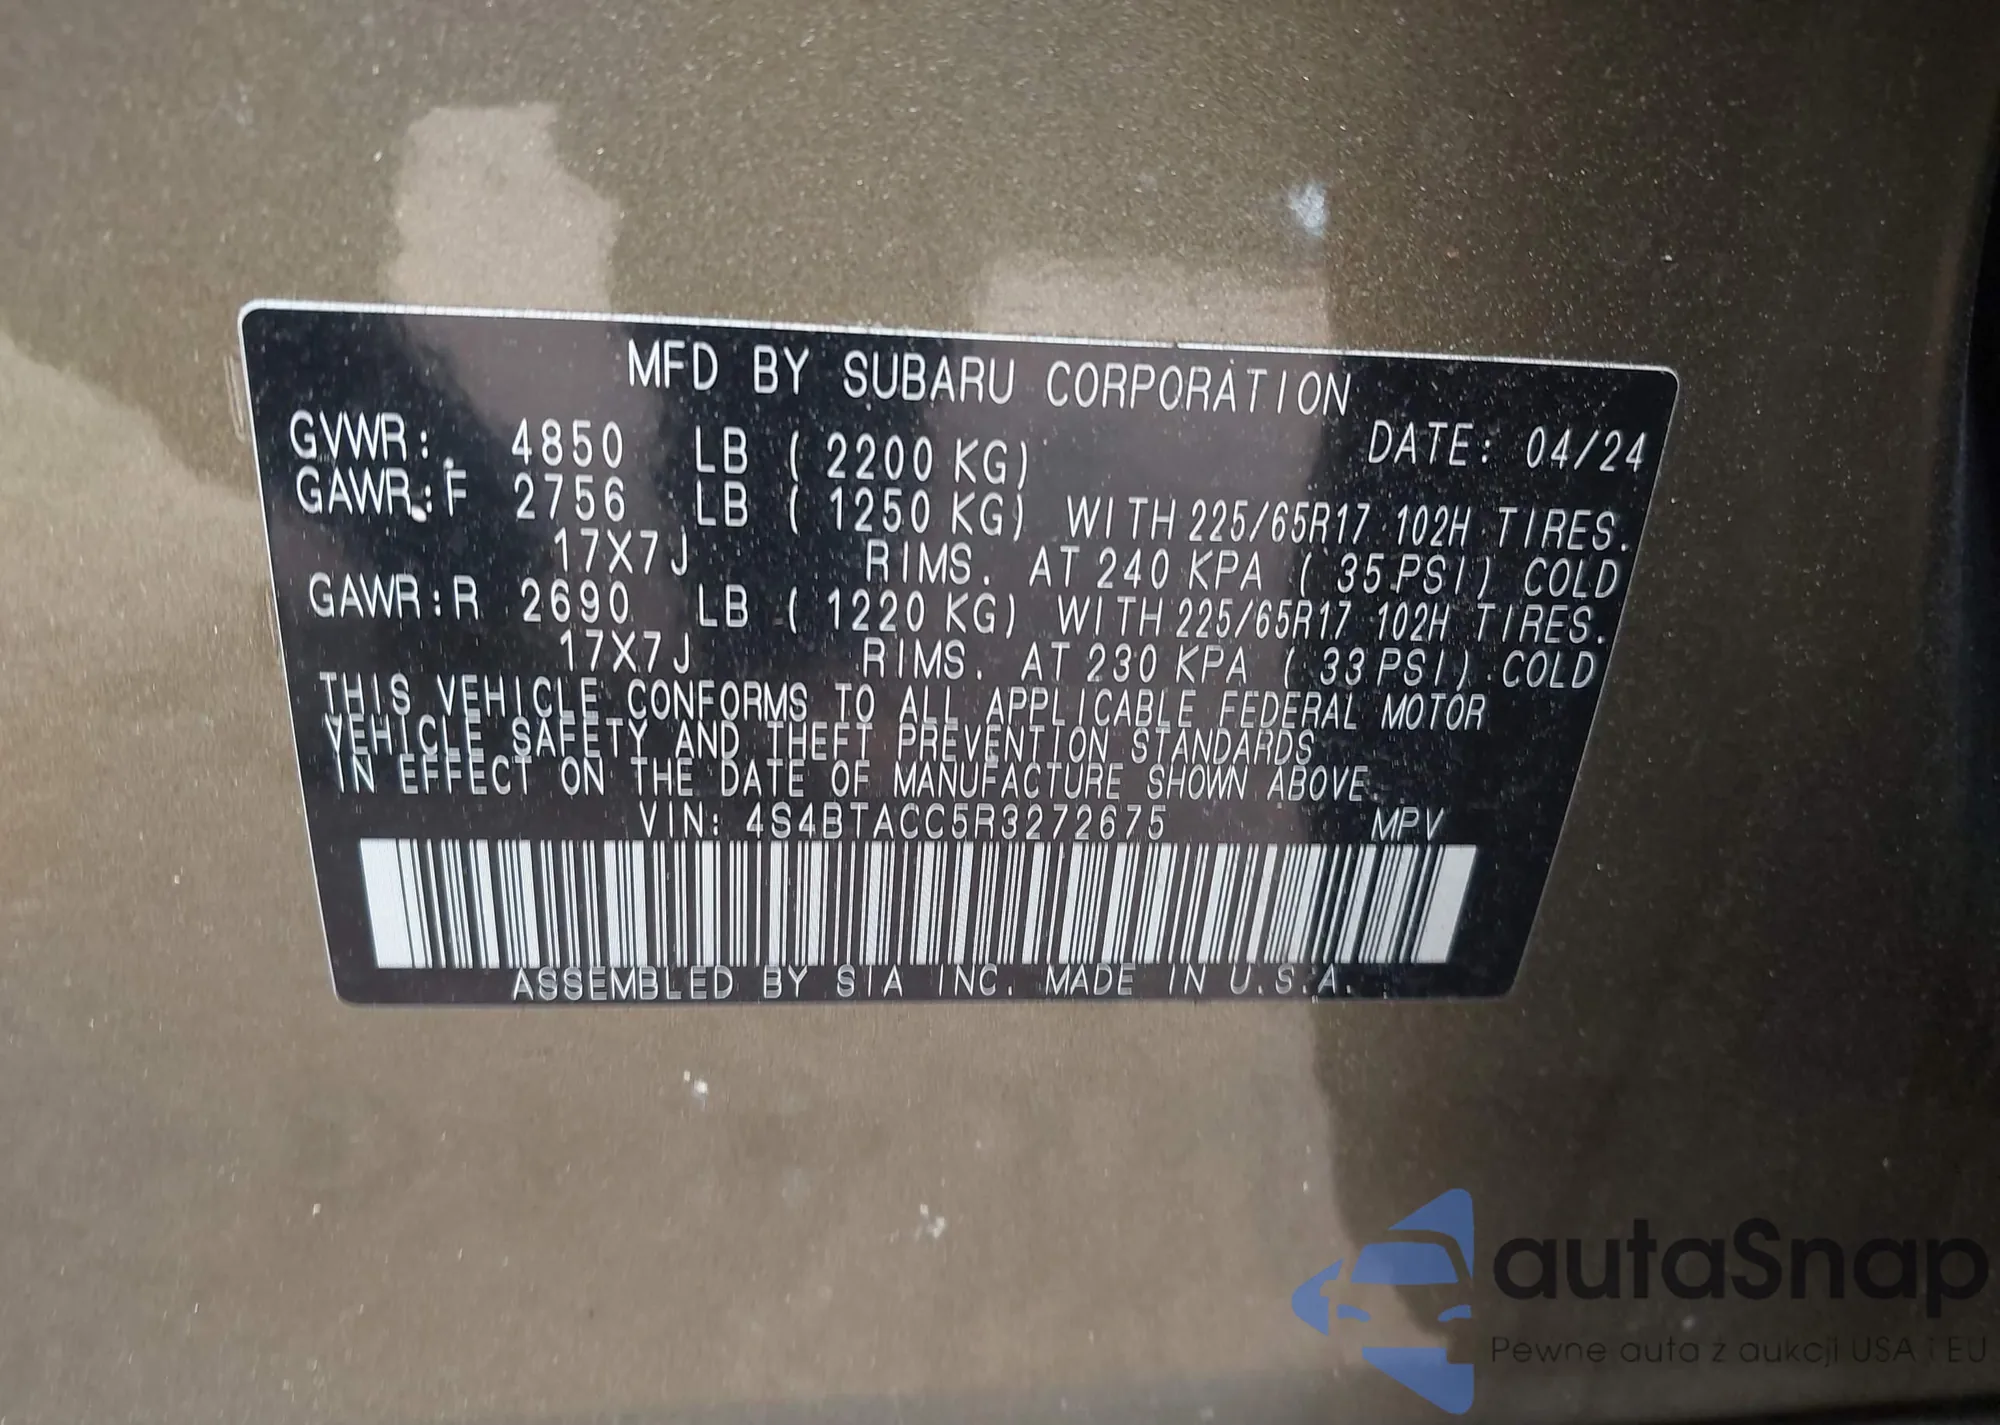 MFD BY SUBARU CORPORATION
GVWR: 4850 LB ( 2200 KG) DATE: 04/24
GAWR:F 2756 LB ( 1250 KG) WITH 225/65R17 102H TIRES.
17X7J RIMS. AT 240 KPA ( 35 PSI) COLD
GAWR:R 2690 LB ( 1220 KG) WITH 225/65R17 102H TIRES.
17X7J RIMS. AT 230 KPA ( 33 PSI) COLD
THIS VEHICLE CONFORMS TO ALL APPLICABLE FEDERAL MOTOR
VEHICLE SAFETY AND THEFT PREVENTION STANDARDS
IN EFFECT ON THE DATE OF MANUFACTURE SHOWN ABOVE.
VIN: 4S4BTACC5R3272675 MPV
ASSEMBLED BY SIA INC. MADE IN U.S.A.
autaSnap
Pewne auta z aukcji USA i EU